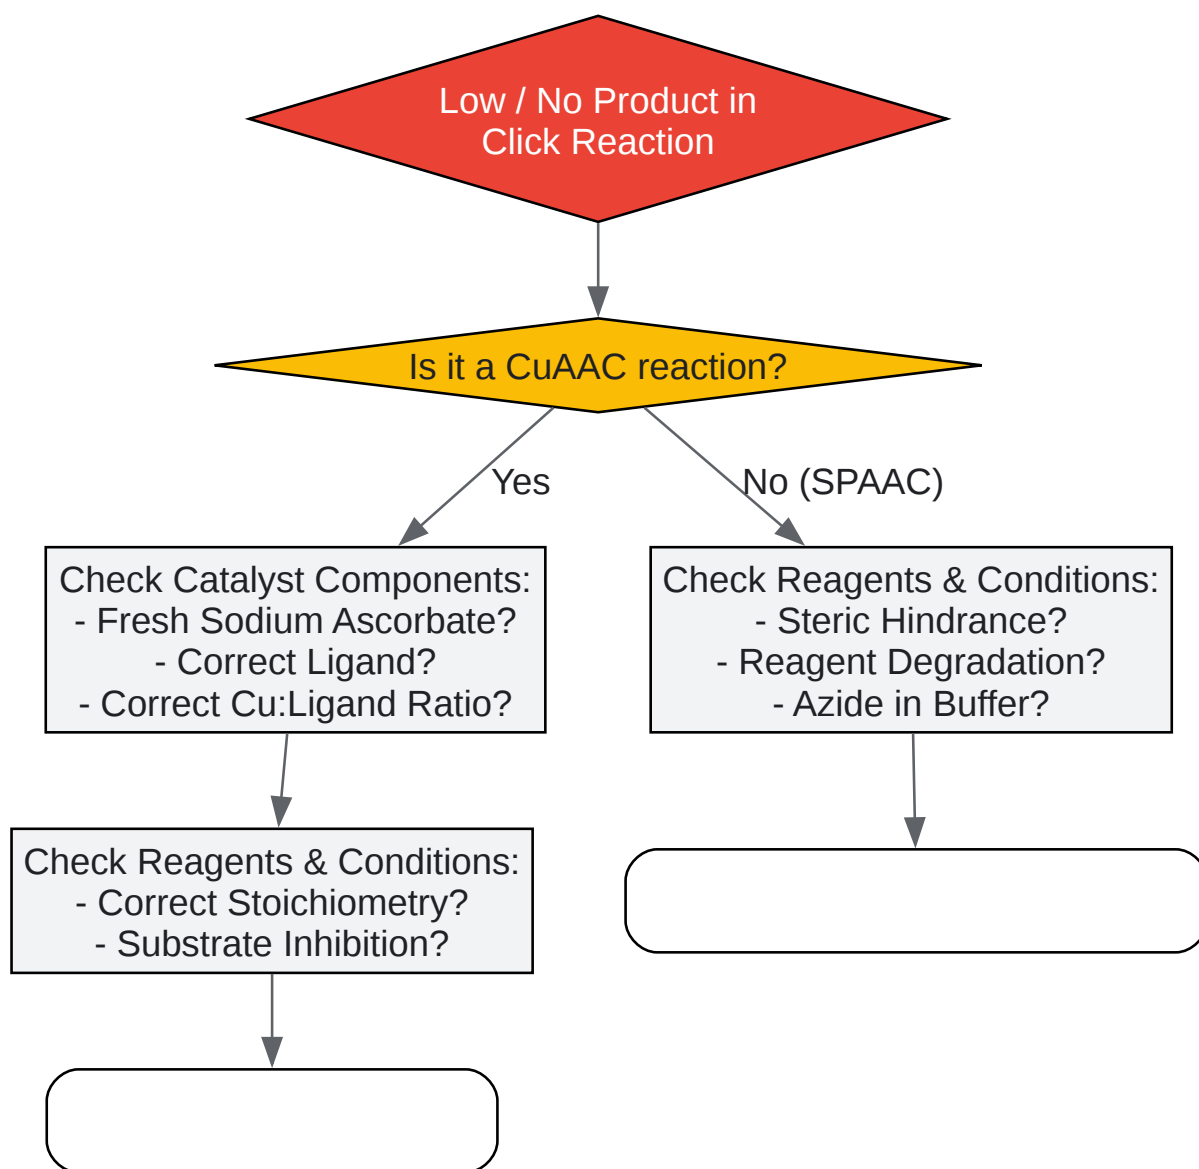 Low / No Product in
Click Reaction
Is it a CuAAC reaction?
Yes
No (SPAAC)
Check Catalyst Components:
- Fresh Sodium Ascorbate?
- Correct Ligand?
- Correct Cu:Ligand Ratio?
Check Reagents & Conditions:
- Steric Hindrance?
- Reagent Degradation?
- Azide in Buffer?
Check Reagents & Conditions:
- Correct Stoichiometry?
- Substrate Inhibition?